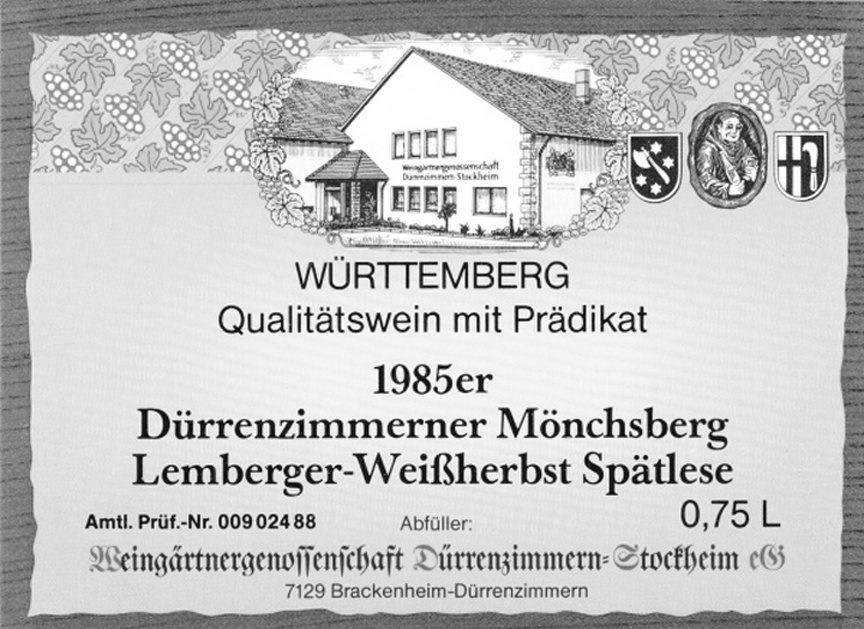 Weingärtnergenossenschaft
Dürrenzimmern-Stockheim
WÜRTTEMBERG
Qualitätswein mit Prädikat
1985er
Dürrenzimmerner Mönchsberg
Lemberger-Weißherbst Spätlese
Amtl. Prüf.-Nr. 009 024 88 Abfüller: 0,75 L
Weingärtnergenossenschaft Dürrenzimmern-Stockheim eG
7129 Brackenheim-Dürrenzimmern